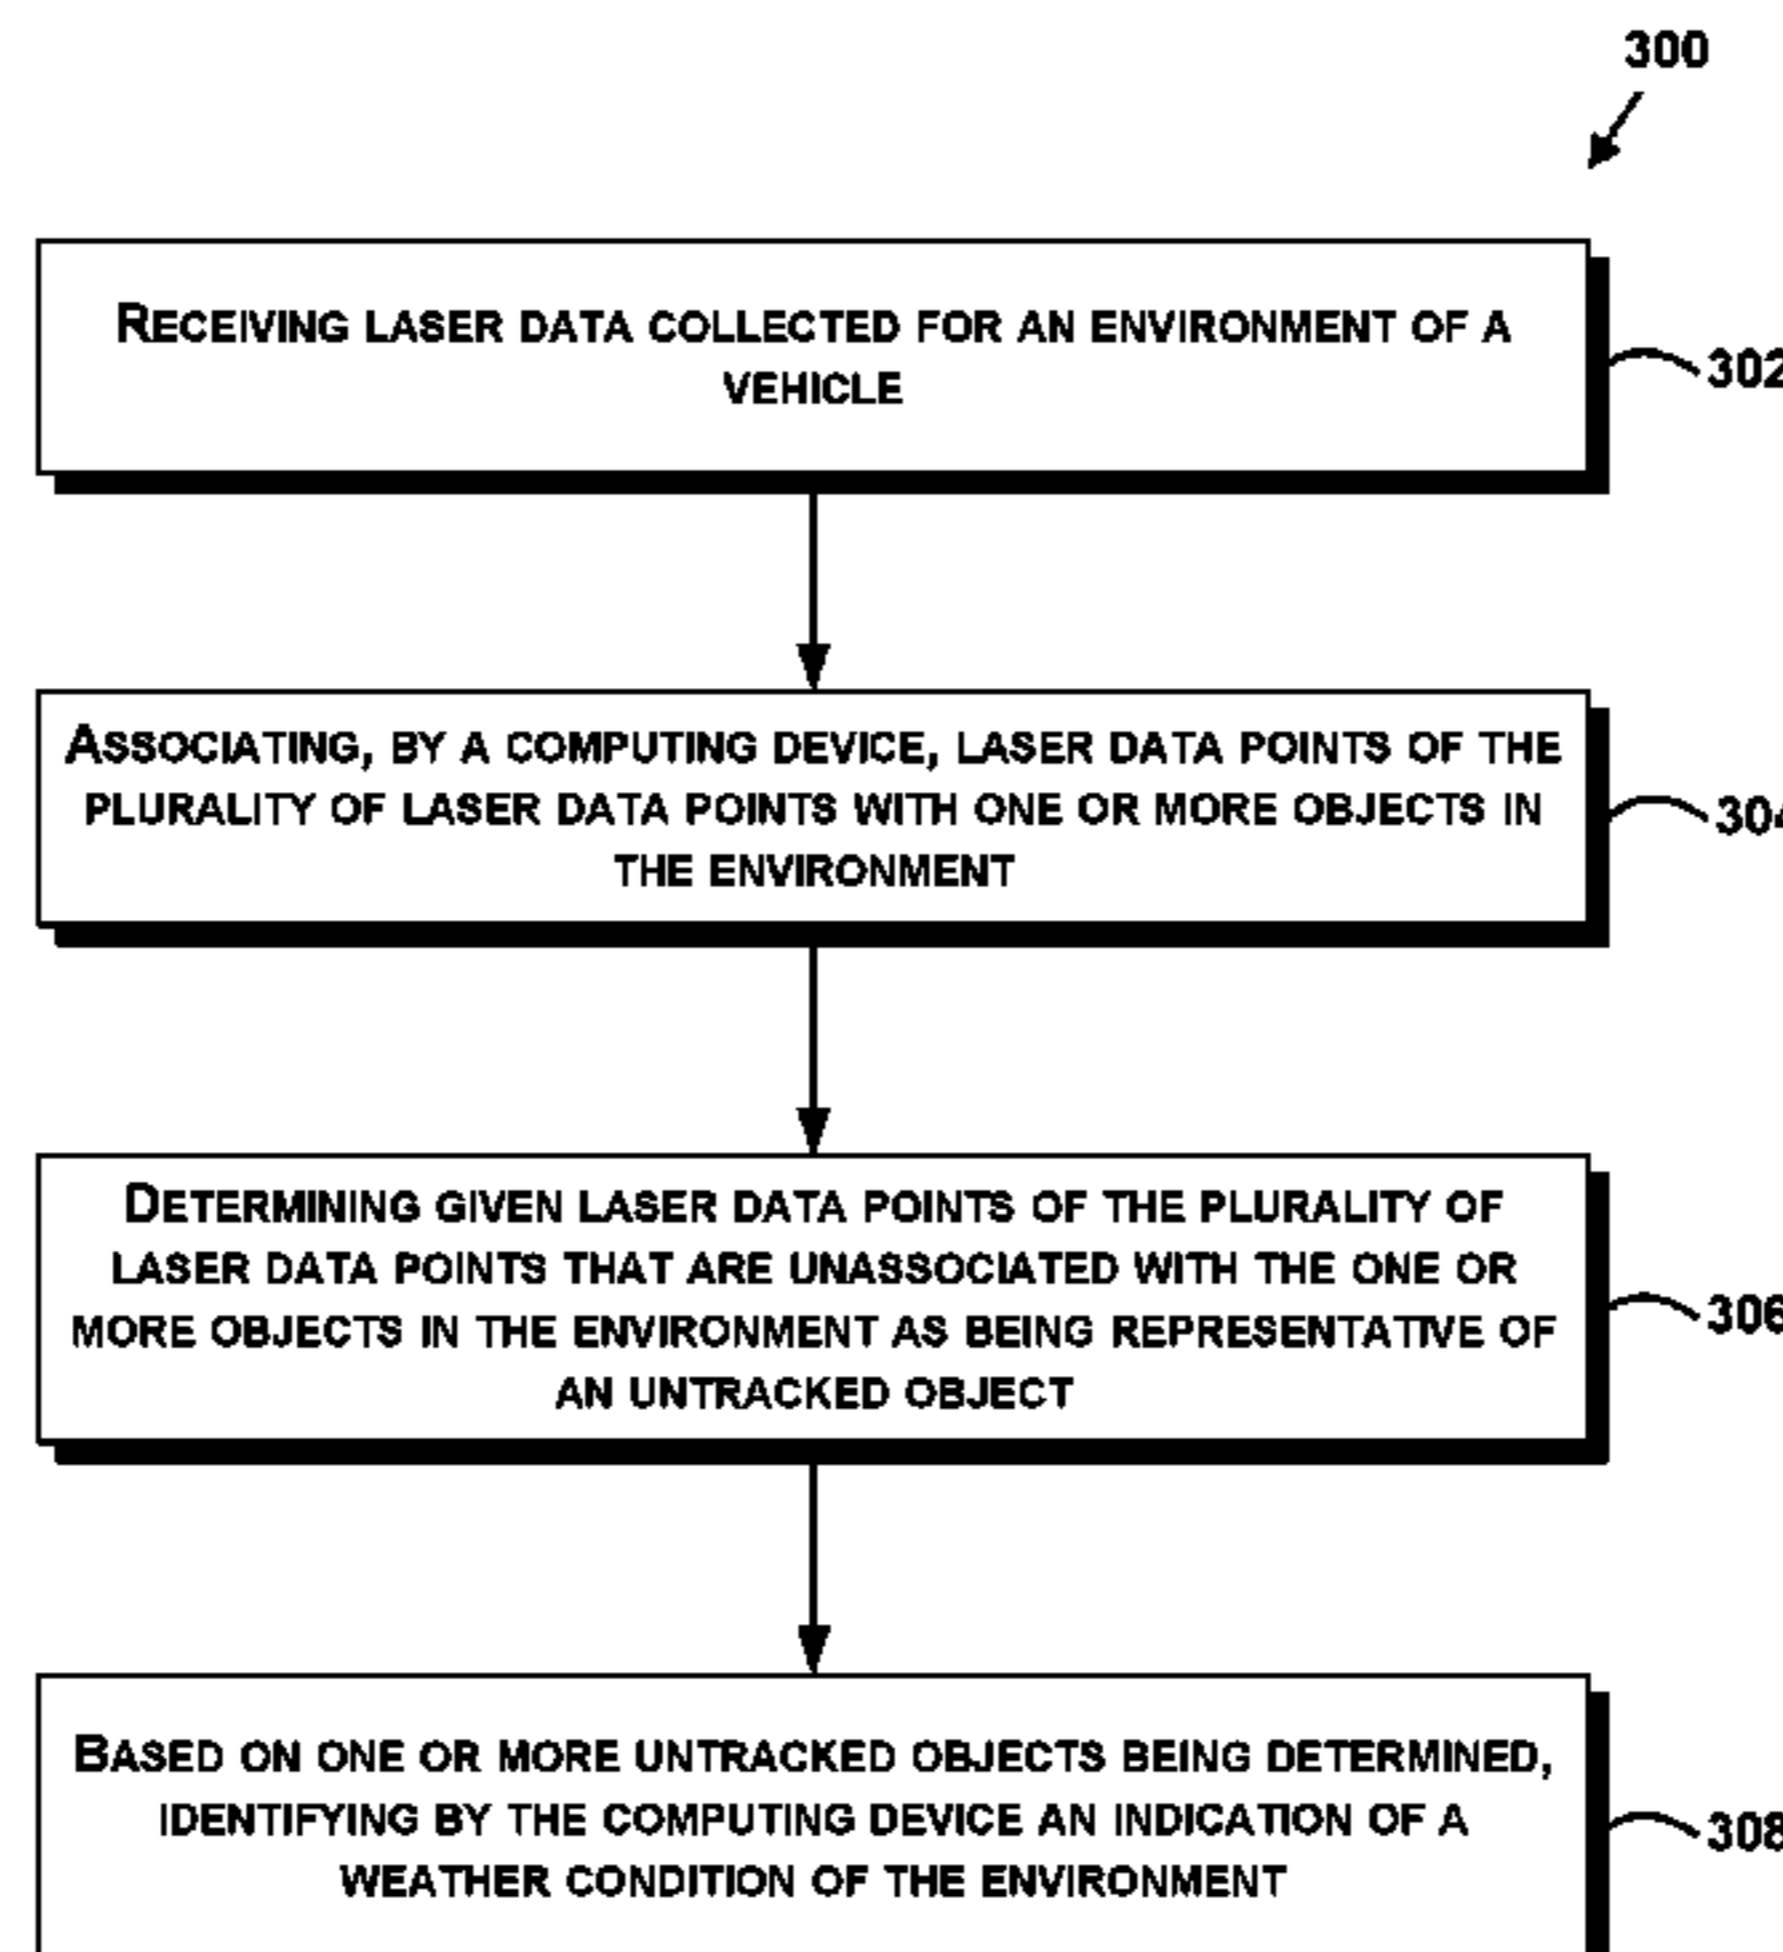 300
RECEIVING LASER DATA COLLECTED FOR AN ENVIRONMENT OF A
VEHICLE
302
ASSOCIATING, BY A COMPUTING DEVICE, LASER DATA POINTS OF THE
PLURALITY OF LASER DATA POINTS WITH ONE OR MORE OBJECTS IN
THE ENVIRONMENT
304
DETERMINING GIVEN LASER DATA POINTS OF THE PLURALITY OF
LASER DATA POINTS THAT ARE UNASSOCIATED WITH THE ONE OR
MORE OBJECTS IN THE ENVIRONMENT AS BEING REPRESENTATIVE OF
AN UNTRACKED OBJECT
306
BASED ON ONE OR MORE UNTRACKED OBJECTS BEING DETERMINED,
IDENTIFYING BY THE COMPUTING DEVICE AN INDICATION OF A
WEATHER CONDITION OF THE ENVIRONMENT
308